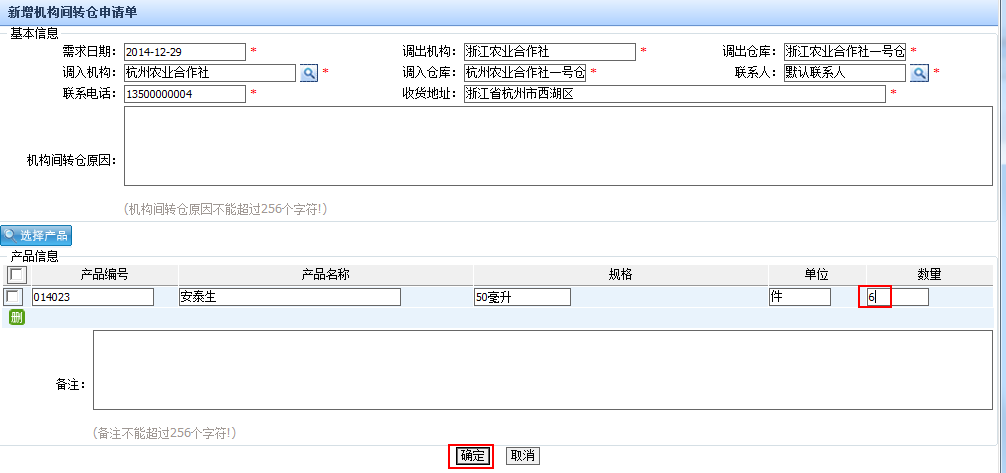 新增机构间转仓申请单
基本信息
需求日期： 2014-12-29 * 调出机构： 浙江农业合作社 * 调出仓库： 浙江农业合作社一号仓 *
调入机构： 杭州农业合作社 * 调入仓库： 杭州农业合作社一号仓 * 联系人： 默认联系人 *
联系电话： 13500000004 * 收货地址： 浙江省杭州市西湖区 *
机构间转仓原因：
(机构间转仓原因不能超过256个字符!)
选择产品
产品信息
产品编号 产品名称 规格 单位 数量
014023 安泰生 50毫升 件 6
删
备注：
(备注不能超过256个字符!)
确定 取消